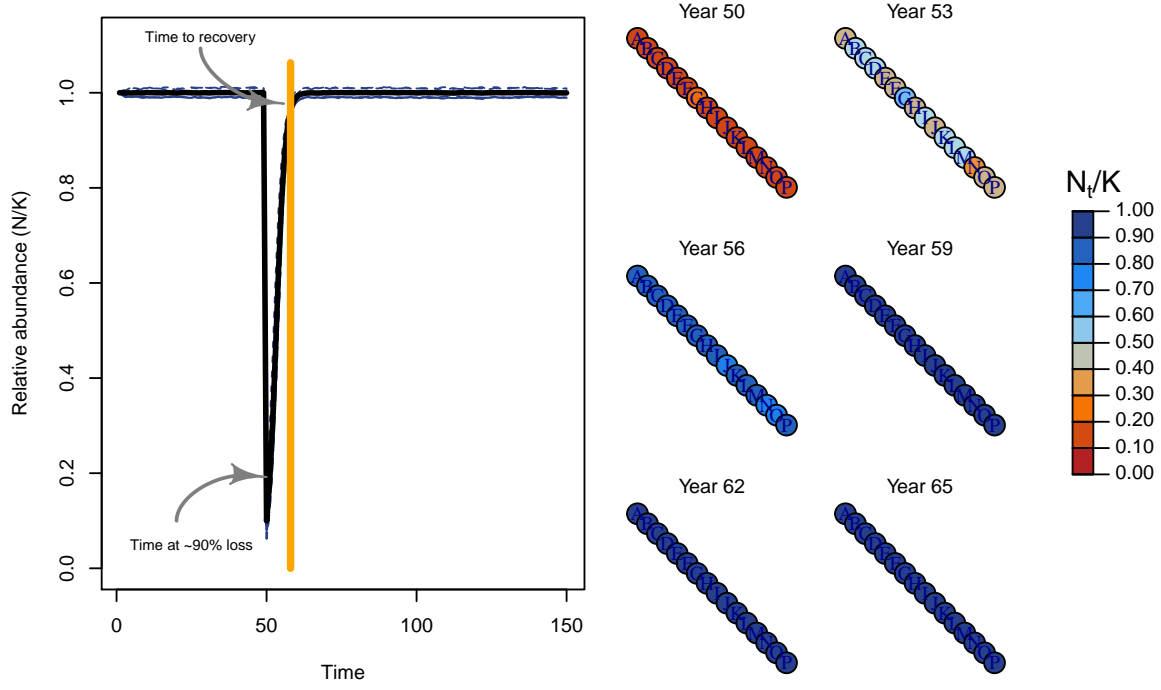 Time to recovery
Time at ~90% loss
Relative abundance (N/K)
0.0
0.2
0.4
0.6
0.8
1.0
0
50
100
150
Time
Year 50
A
B
C
D
E
F
G
H
I
J
K
L
M
N
O
P
Year 53
A
B
C
D
E
F
G
H
I
J
K
L
M
N
O
P
Year 56
A
B
C
D
E
F
G
H
I
J
K
L
M
N
O
P
Year 59
A
B
C
D
E
F
G
H
I
J
K
L
M
N
O
P
Year 62
A
B
C
D
E
F
G
H
I
J
K
L
M
N
O
P
Year 65
A
B
C
D
E
F
G
H
I
J
K
L
M
N
O
P
Nt/K
1.00
0.90
0.80
0.70
0.60
0.50
0.40
0.30
0.20
0.10
0.00